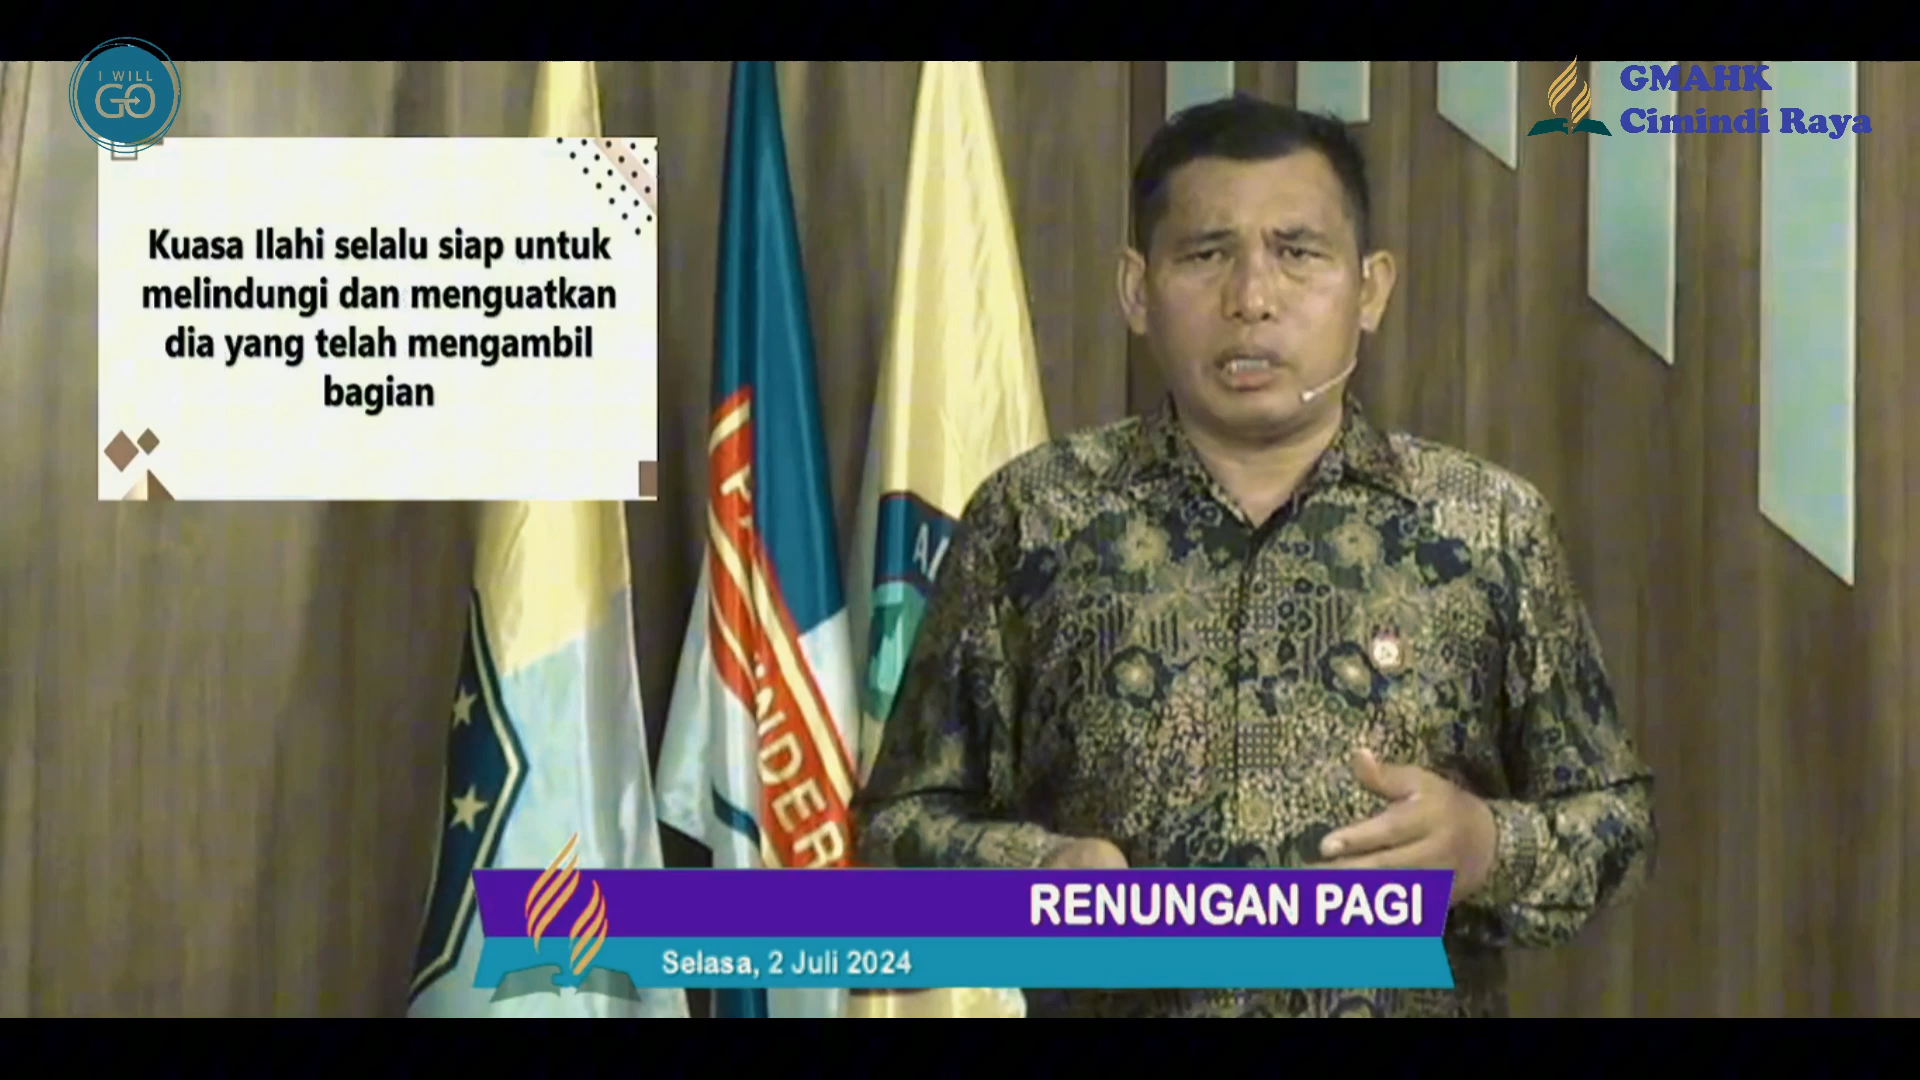 I WILL
GO
GMAHK
Cimindi Raya
Kuasa Ilahi selalu siap untuk
melindungi dan menguatkan
dia yang telah mengambil
bagian
RENUNGAN PAGI
Selasa, 2 Juli 2024